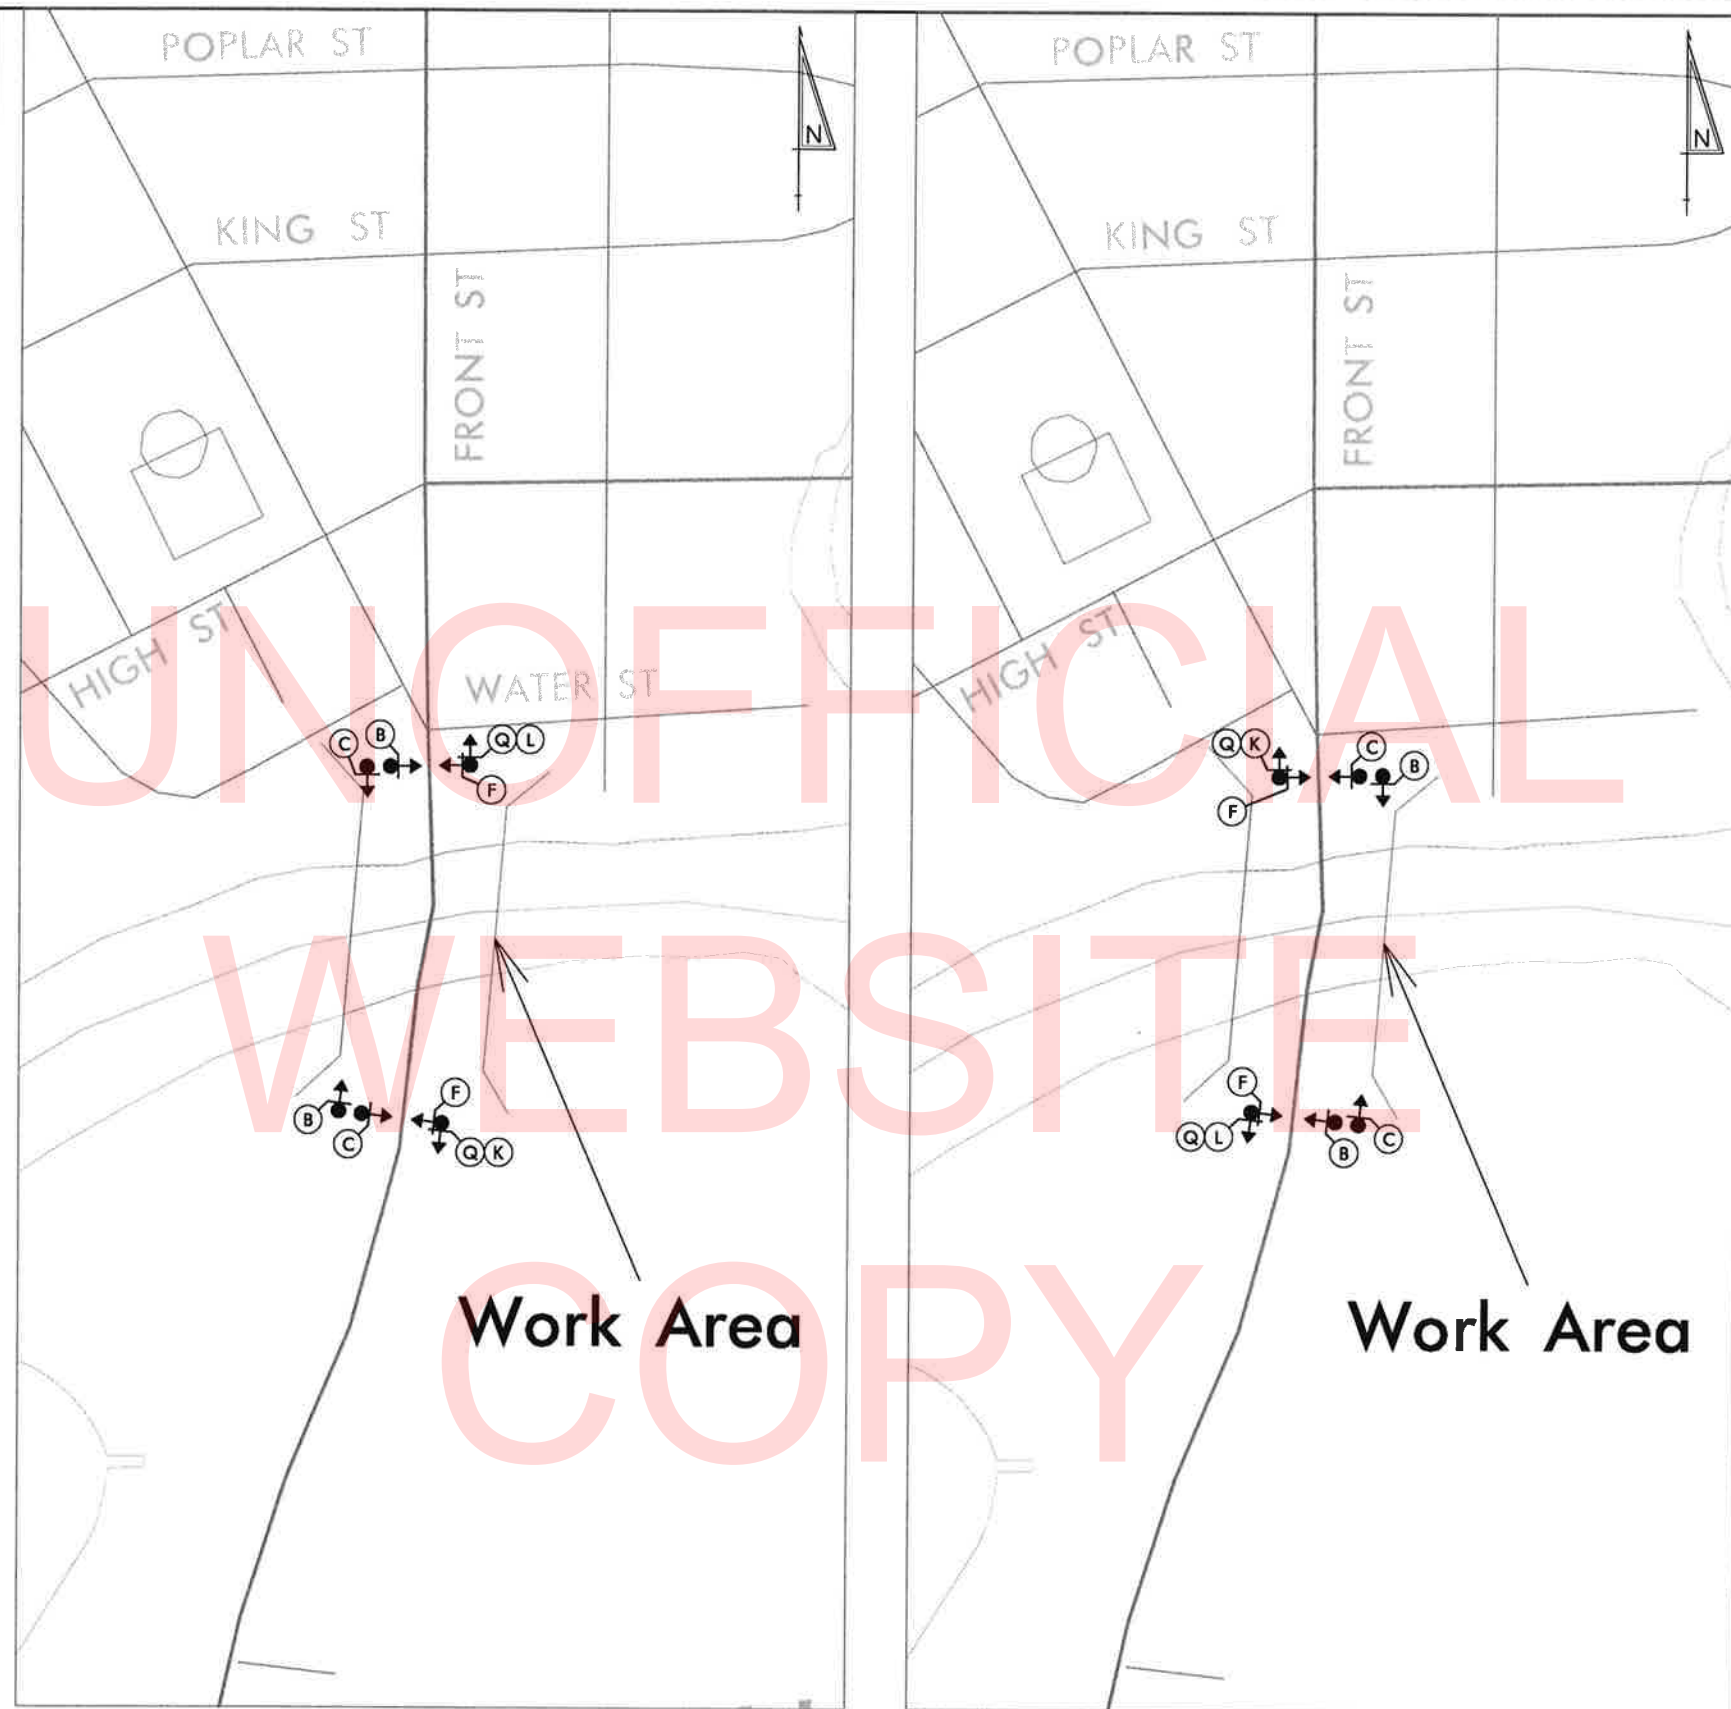 POPLAR ST
N
KING ST
FRONT ST
HIGH ST
WATER ST
C B Q L
F
F
B
C
Q K
Work Area
POPLAR ST
N
KING ST
FRONT ST
HIGH ST
Q K C
B
F
F
Q L C
B
Work Area
UNOFFICIAL
WEBSITE
COPY